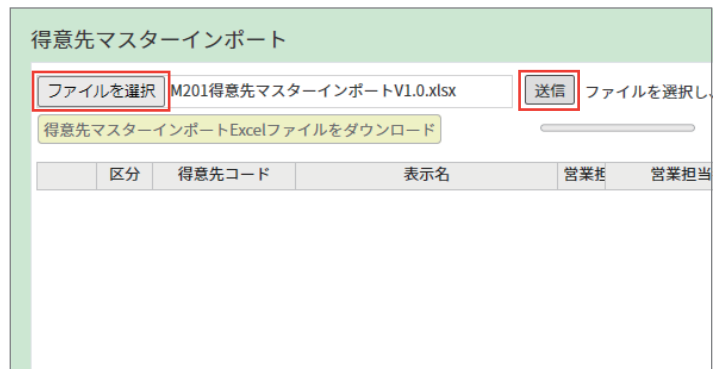 得意先マスターインポート
ファイルを選択 M201得意先マスターインポートV1.0.xlsx 送信 ファイルを選択し、
得意先マスターインポートExcelファイルをダウンロード
区分 得意先コード 表示名 営業担 営業担当